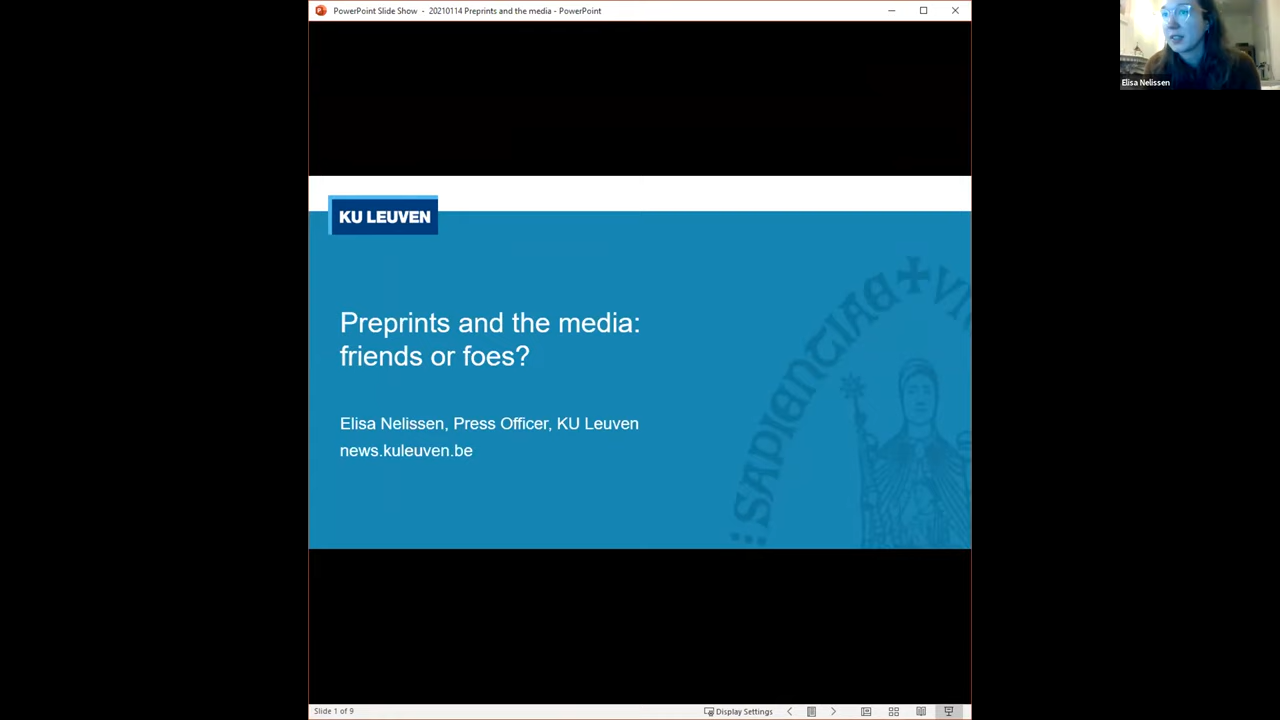 PowerPoint Slide Show - 20210114 Preprints and the media - PowerPoint
Elisa Nelissen
KU LEUVEN
Preprints and the media:
friends or foes?
Elisa Nelissen, Press Officer, KU Leuven
news.kuleuven.be
SAPIENTIAE
Slide 1 of 9
Display Settings